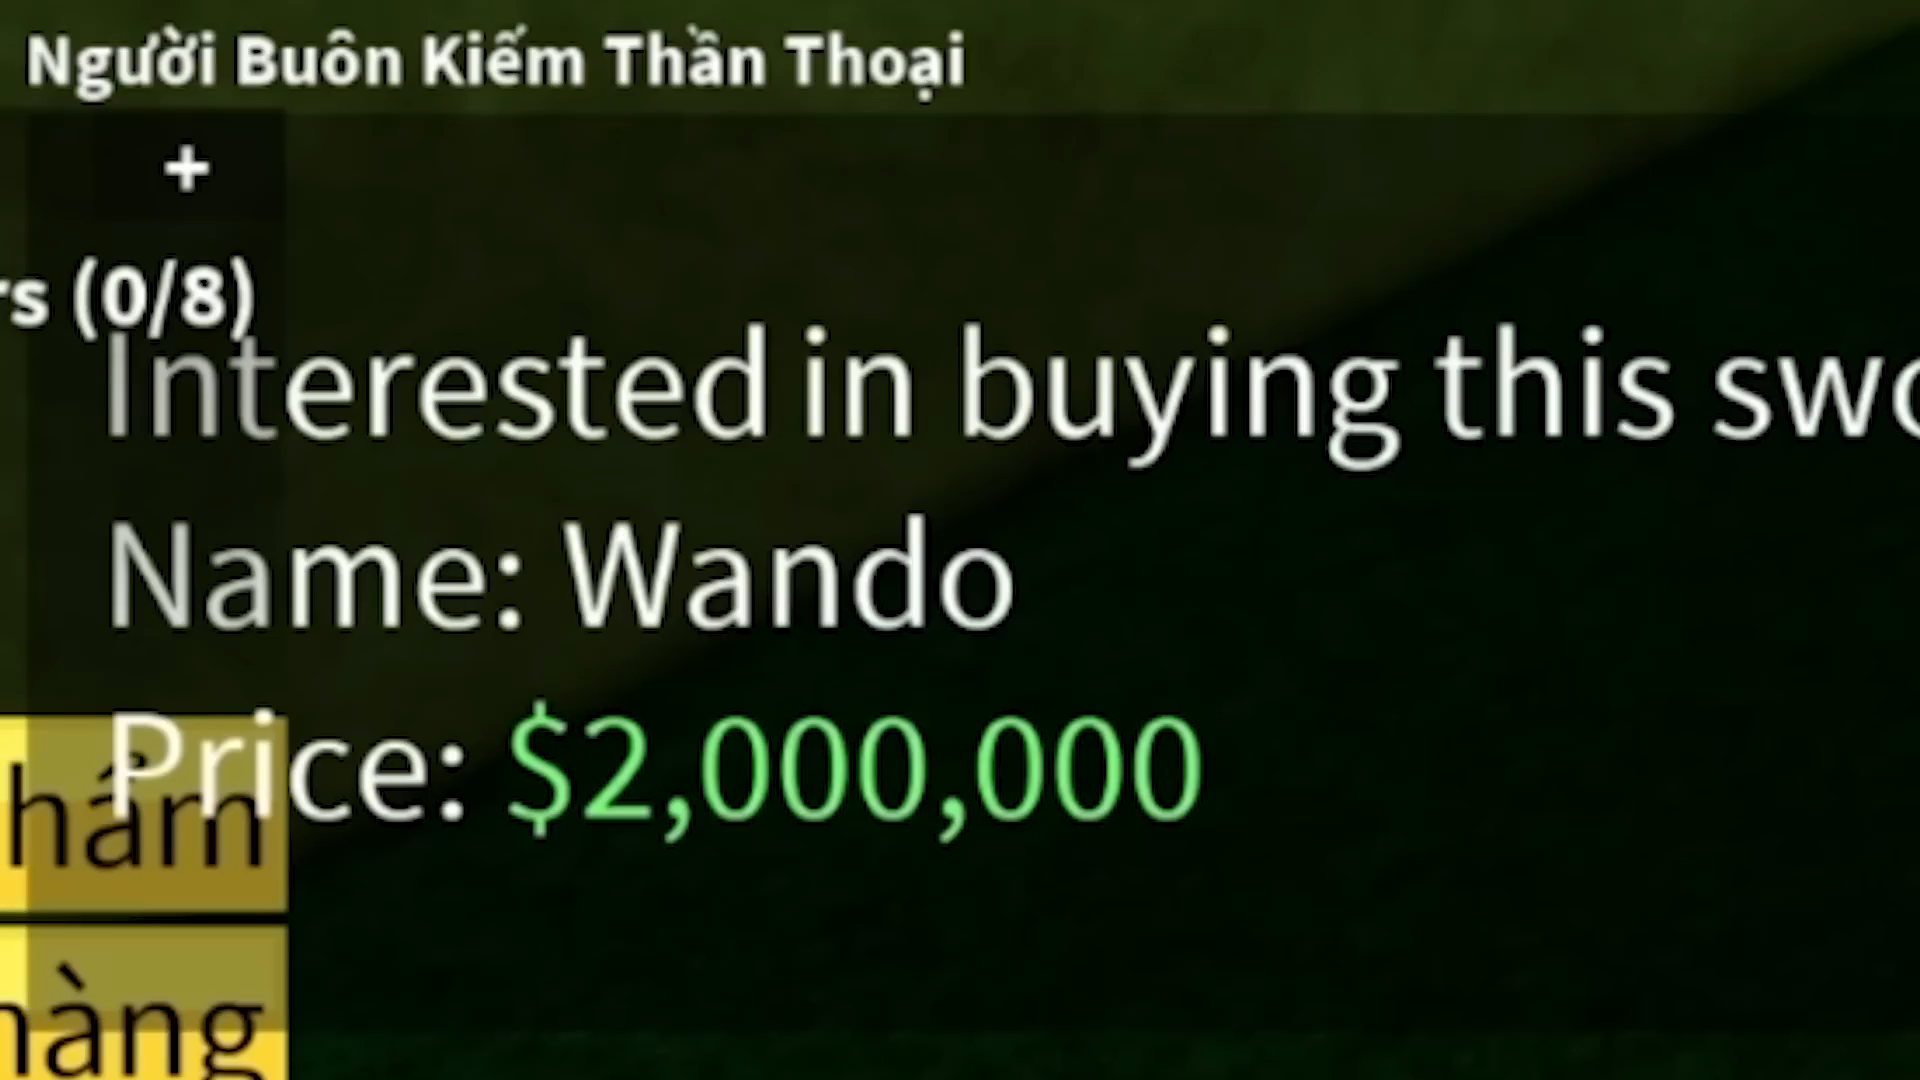 Người Buôn Kiếm Thần Thoại
+
(0/8)
Interested in buying this
Name: Wando
Price: $2,000,000